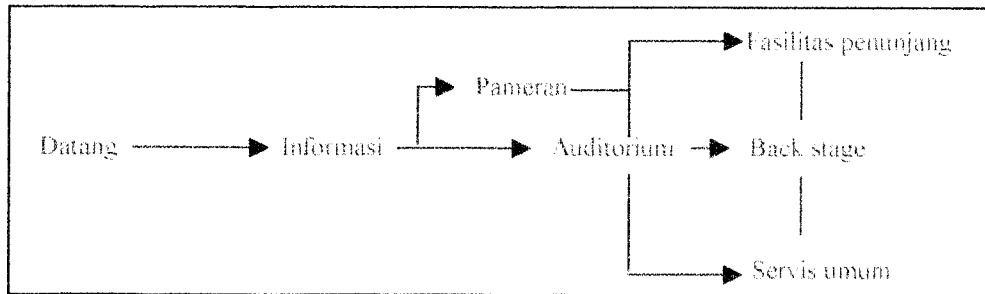 Fasilitas penunjang
Pameran
Datang
Informasi
Auditorium
Back stage
Servis umum